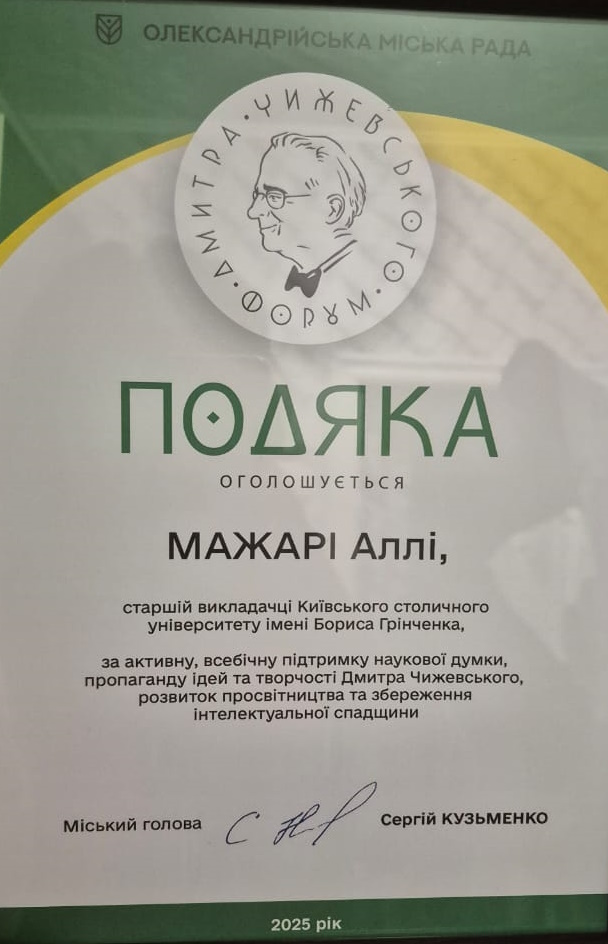 ОЛЕКСАНДРІЙСЬКА МІСЬКА РАДА
ДМИТРА · ЧИЖЕВСЬКОГО · ФОРУМ ·
ПОДЯКА
ОГОЛОШУЄТЬСЯ
МАЖАРІ Аллі,
старшій викладачці Київського столичного
університету імені Бориса Грінченка,
за активну, всебічну підтримку наукової думки,
пропаганду ідей та творчості Дмитра Чижевського,
розвиток просвітництва та збереження
інтелектуальної спадщини
Міський голова
Сергій КУЗЬМЕНКО
2025 рік